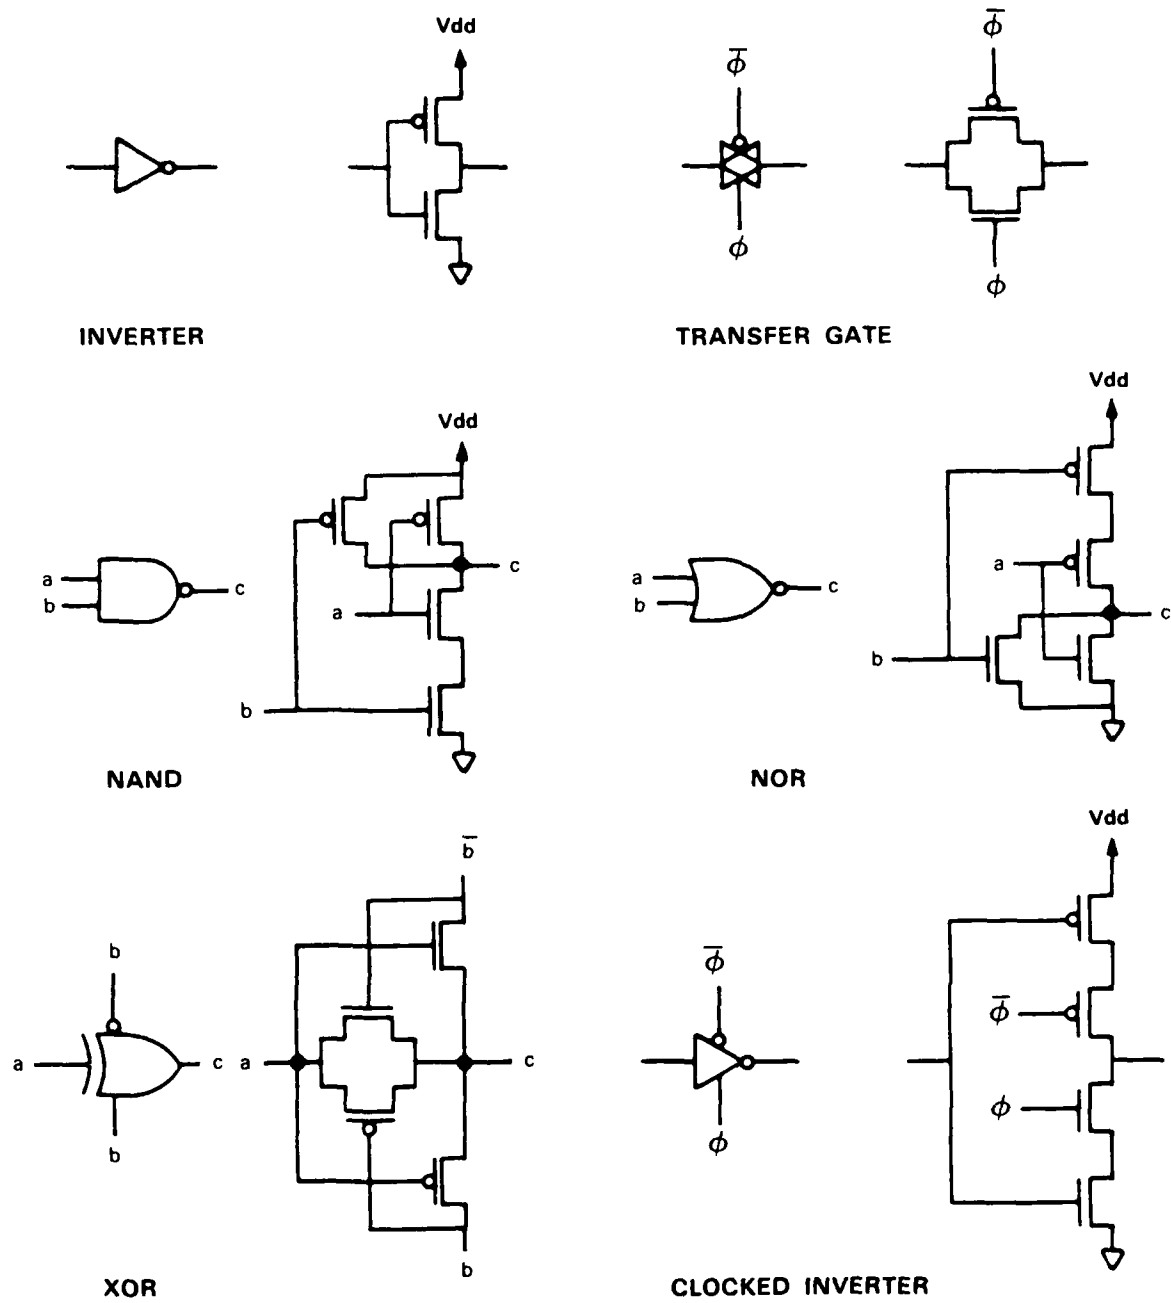 Vdd
ϕ̅
ϕ̅
ϕ
ϕ
INVERTER
TRANSFER GATE
Vdd
Vdd
a
b
c
a
b
c
NAND
a
b
c
a
b
c
NOR
b̅
b
a
c
b
a
c
b
XOR
Vdd
ϕ̅
ϕ
ϕ̅
ϕ
CLOCKED INVERTER